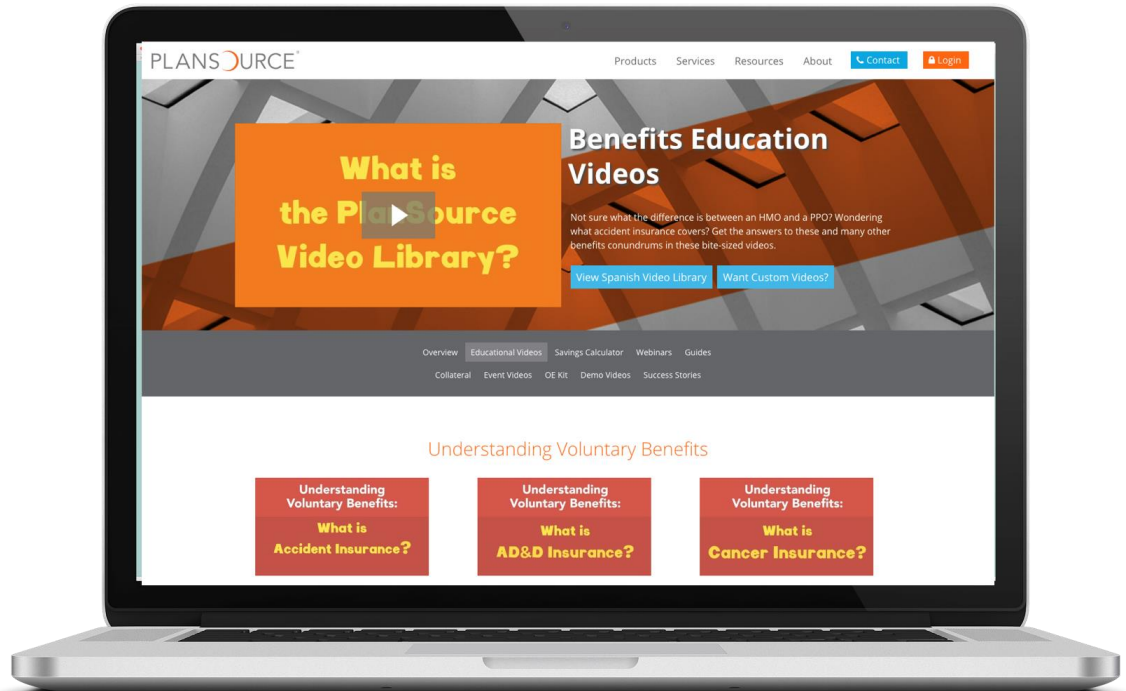 PLANSOURCE®
Products Services Resources About Contact Login
What is
the PlanSource
Video Library?
Benefits Education
Videos
Not sure what the difference is between an HMO and a PPO? Wondering
what accident insurance covers? Get the answers to these and many other
benefits conundrums in these bite-sized videos.
View Spanish Video Library Want Custom Videos?
Overview Educational Videos Savings Calculator Webinars Guides
Collateral Event Videos OE Kit Demo Videos Success Stories
Understanding Voluntary Benefits
Understanding
Voluntary Benefits:
What is
Accident Insurance?
Understanding
Voluntary Benefits:
What is
AD&D Insurance?
Understanding
Voluntary Benefits:
What is
Cancer Insurance?